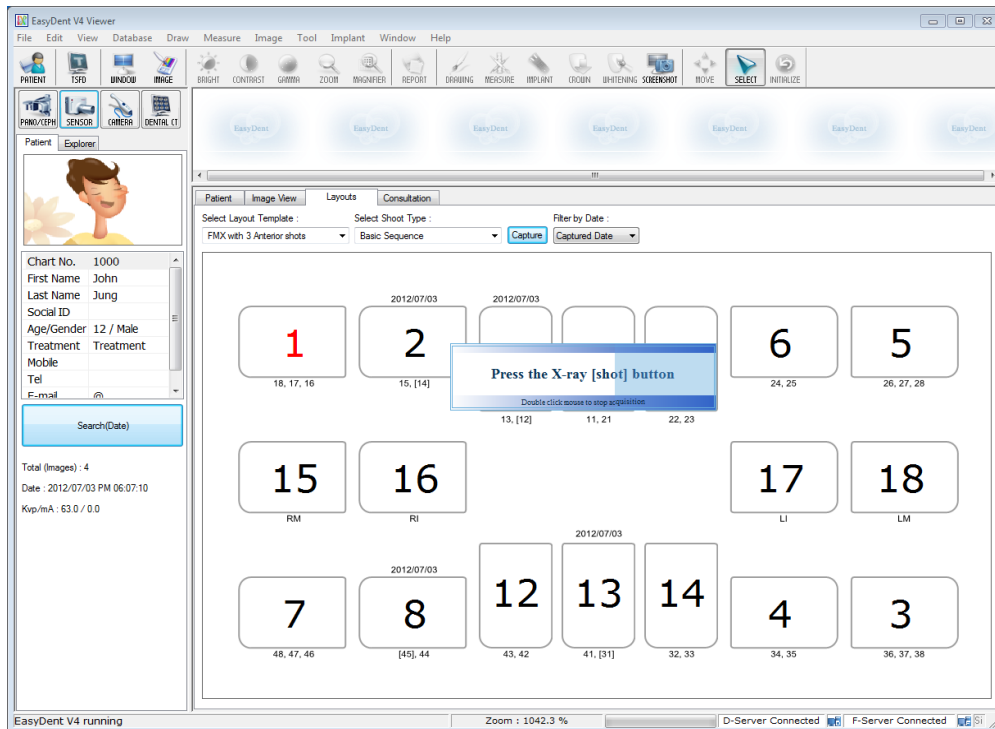 EasyDent V4 Viewer
File Edit View Database Draw Measure Image Tool Implant Window Help
PATIENT TSFD WINDOW IMAGE BRIGHT CONTRAST GAMMA ZOOM MAGNIFIER REPORT DRAWING MEASURE IMPLANT CROWN WHITENING SCREENSHOT MOVE SELECT INITIALIZE
PANO/CEPH SENSOR CAMERA DENTAL CT
EasyDent EasyDent EasyDent EasyDent EasyDent EasyDent EasyDent
Patient Explorer
Patient Image View Layouts Consultation
Select Layout Template : Select Shoot Type : Filter by Date :
FMX with 3 Anterior shots Basic Sequence Capture Captured Date
Chart No. 1000
First Name John
Last Name Jung
Social ID
Age/Gender 12 / Male
Treatment Treatment
Mobile
Tel
E-mail @
Search(Date)
Total (Images) : 4
Date : 2012/07/03 PM 06:07:10
Kvp/mA : 63.0 / 0.0
2012/07/03 2012/07/03
1 2 6 5
Press the X-ray [shot] button
Double click mouse to stop acquisition
18, 17, 16 15, [14] 24, 25 26, 27, 28
13, [12] 11, 21 22, 23
15 16 17 18
RM RI LI LM
2012/07/03
2012/07/03
12 13 14
7 8 4 3
48, 47, 46 [45], 44 43, 42 41, [31] 32, 33 34, 35 36, 37, 38
EasyDent V4 running Zoom : 1042.3 % D-Server Connected F-Server Connected Si